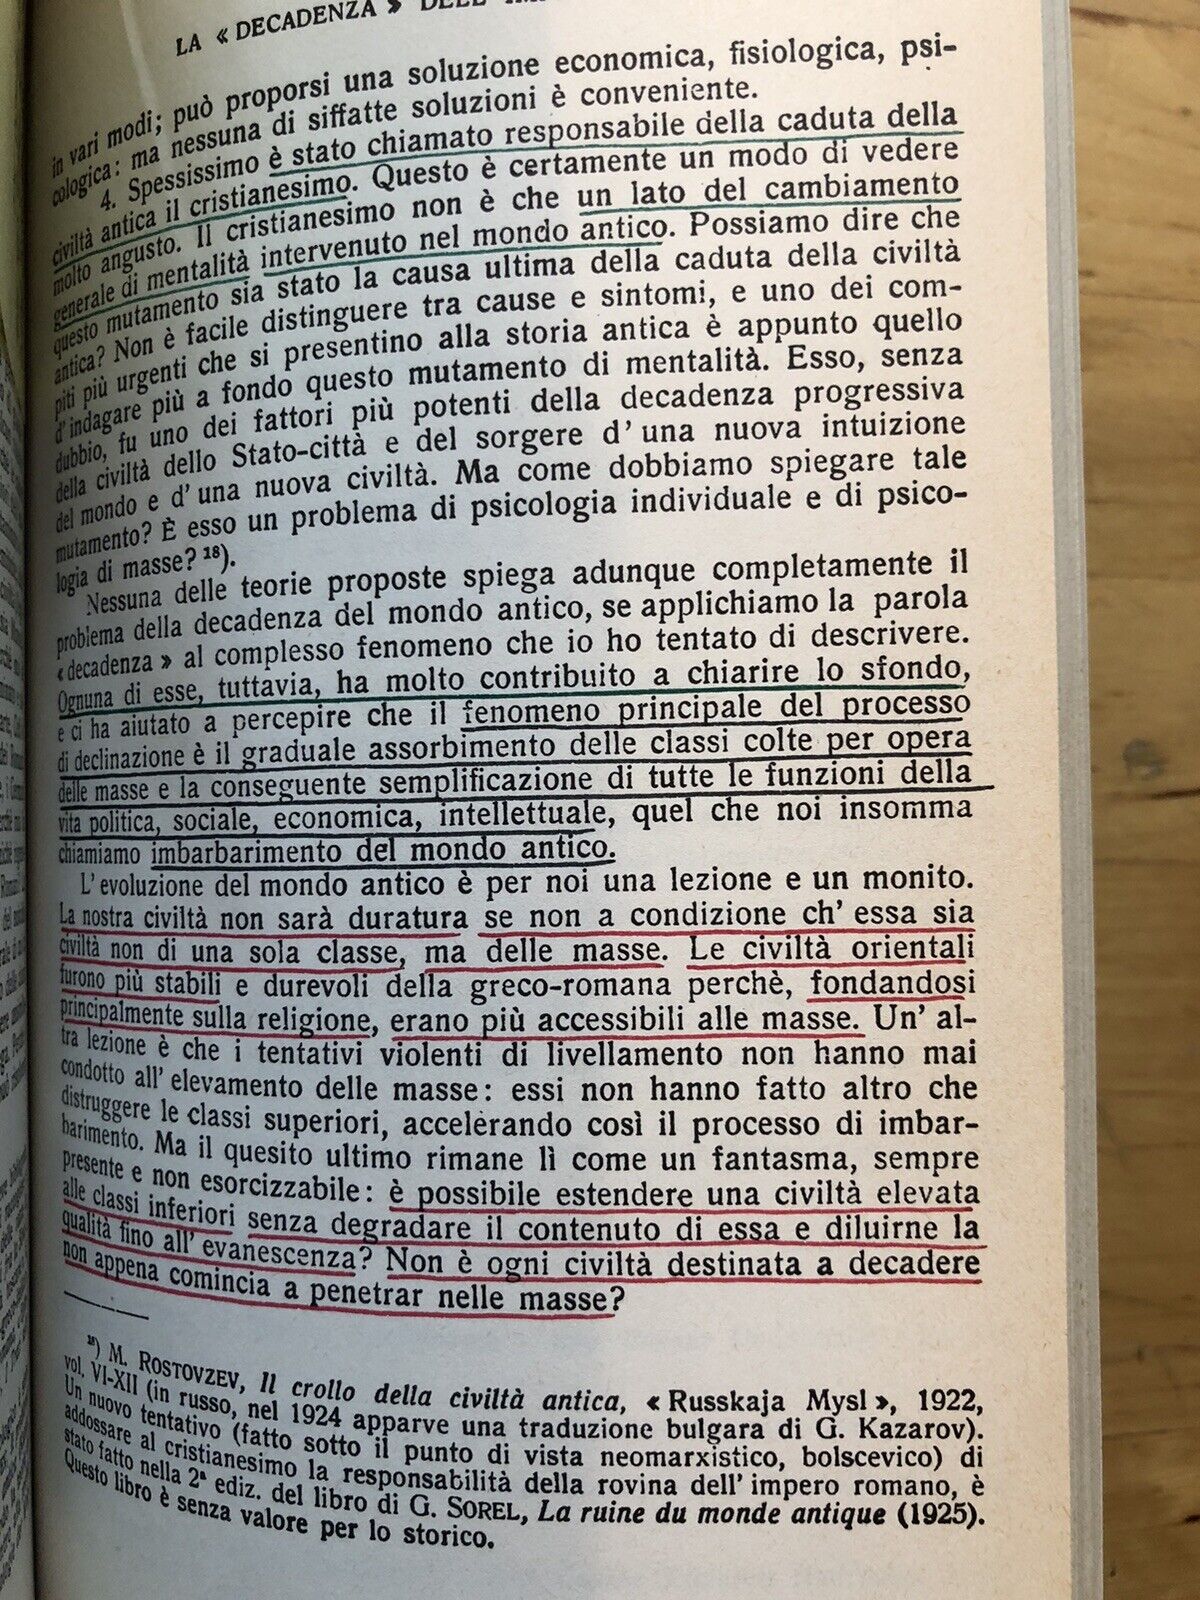 LA « DECADENZA » DELL'
in vari modi; può proporsi una soluzione economica, fisiologica, psi-
cologica: ma nessuna di siffatte soluzioni è conveniente.
4. Spessissimo è stato chiamato responsabile della caduta della
civiltà antica il cristianesimo. Questo è certamente un modo di vedere
molto angusto. Il cristianesimo non è che un lato del cambiamento
generale di mentalità intervenuto nel mondo antico. Possiamo dire che
questo mutamento sia stato la causa ultima della caduta della civiltà
antica? Non è facile distinguere tra cause e sintomi, e uno dei com-
piti più urgenti che si presentino alla storia antica è appunto quello
d'indagare più a fondo questo mutamento di mentalità. Esso, senza
dubbio, fu uno dei fattori più potenti della decadenza progressiva
della civiltà dello Stato-città e del sorgere d'una nuova intuizione
del mondo e d'una nuova civiltà. Ma come dobbiamo spiegare tale
mutamento? È esso un problema di psicologia individuale e di psico-
logia di masse? ¹⁸).
Nessuna delle teorie proposte spiega adunque completamente il
problema della decadenza del mondo antico, se applichiamo la parola
« decadenza » al complesso fenomeno che io ho tentato di descrivere.
Ognuna di esse, tuttavia, ha molto contribuito a chiarire lo sfondo,
e ci ha aiutato a percepire che il fenomeno principale del processo
di declinazione è il graduale assorbimento delle classi colte per opera
delle masse e la conseguente semplificazione di tutte le funzioni della
vita politica, sociale, economica, intellettuale, quel che noi insomma
chiamiamo imbarbarimento del mondo antico.
L'evoluzione del mondo antico è per noi una lezione e un monito.
La nostra civiltà non sarà duratura se non a condizione ch'essa sia
civiltà non di una sola classe, ma delle masse. Le civiltà orientali
furono più stabili e durevoli della greco-romana perchè, fondandosi
principalmente sulla religione, erano più accessibili alle masse. Un'al-
tra lezione è che i tentativi violenti di livellamento non hanno mai
condotto all'elevamento delle masse: essi non hanno fatto altro che
distruggere le classi superiori, accelerando così il processo di imbar-
barimento. Ma il quesito ultimo rimane lì come un fantasma, sempre
presente e non esorcizzabile: è possibile estendere una civiltà elevata
alle classi inferiori senza degradare il contenuto di essa e diluirne la
qualità fino all'evanescenza? Non è ogni civiltà destinata a decadere
non appena comincia a penetrare nelle masse?
¹⁸) M. ROSTOVZEV, Il crollo della civiltà antica, « Russkaja Mysl », 1922,
vol. VI-XII (in russo, nel 1924 apparve una traduzione bulgara di G. Kazarov).
Un nuovo tentativo (fatto sotto il punto di vista neomarxistico, bolscevico) di
addossare al cristianesimo la responsabilità della rovina dell'impero romano, è
stato fatto nella 2ª ediz. del libro di G. SOREL, La ruine du monde antique (1925).
Questo libro è senza valore per lo storico.